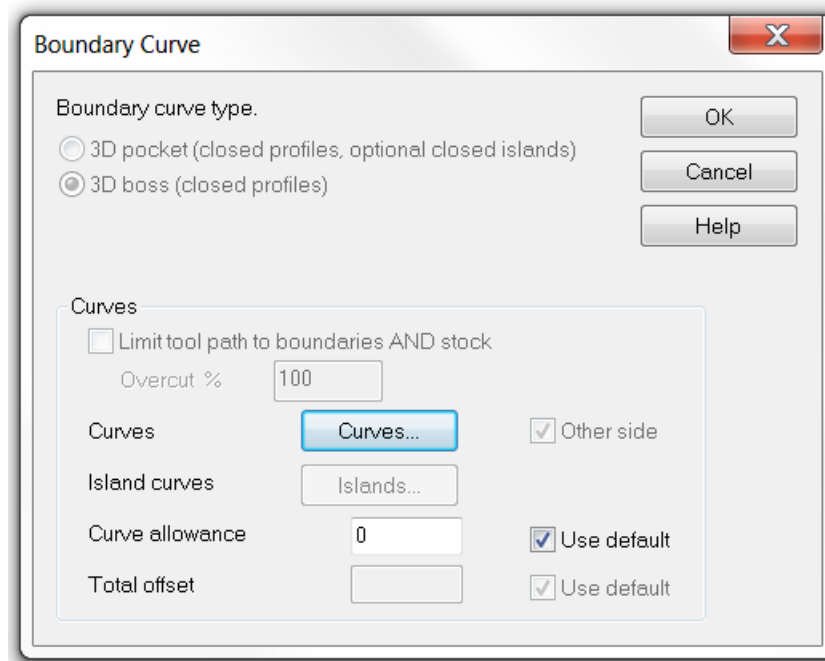 Boundary Curve
X
Boundary curve type.
OK
3D pocket (closed profiles, optional closed islands)
3D boss (closed profiles)
Cancel
Help
Curves
Limit tool path to boundaries AND stock
Overcut % 100
Curves Curves... Other side
Island curves Islands...
Curve allowance 0 Use default
Total offset Use default